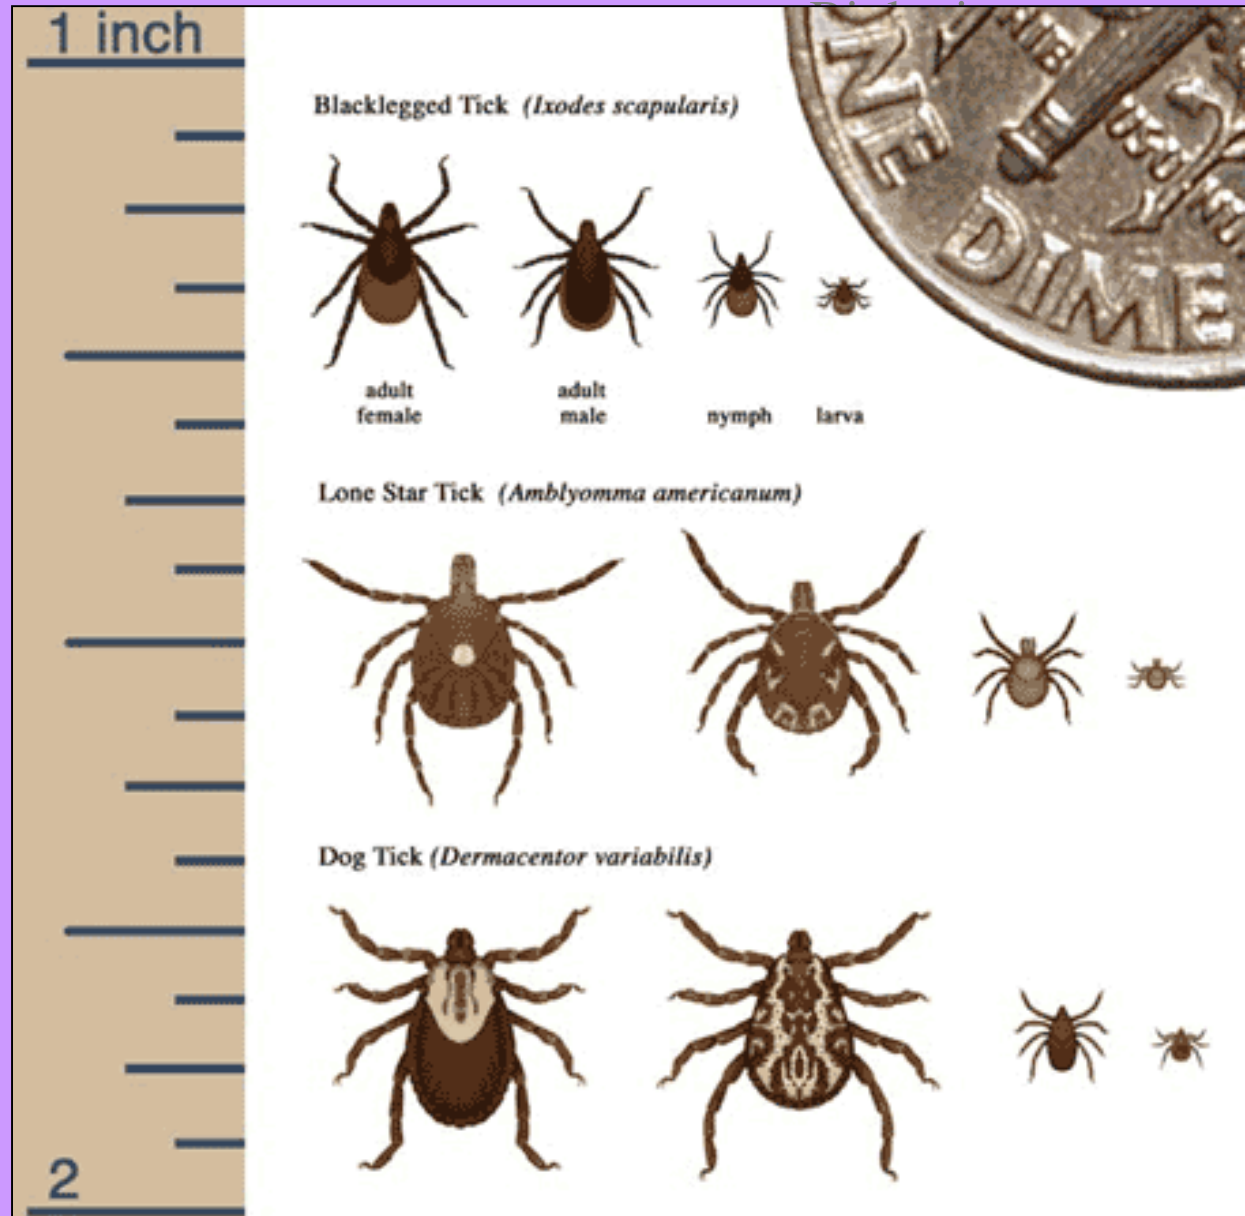 1 inch
Blacklegged Tick (Ixodes scapularis)
ONE DIME
adult
female
adult
male
nymph
larva
Lone Star Tick (Amblyomma americanum)
Dog Tick (Dermacentor variabilis)
2